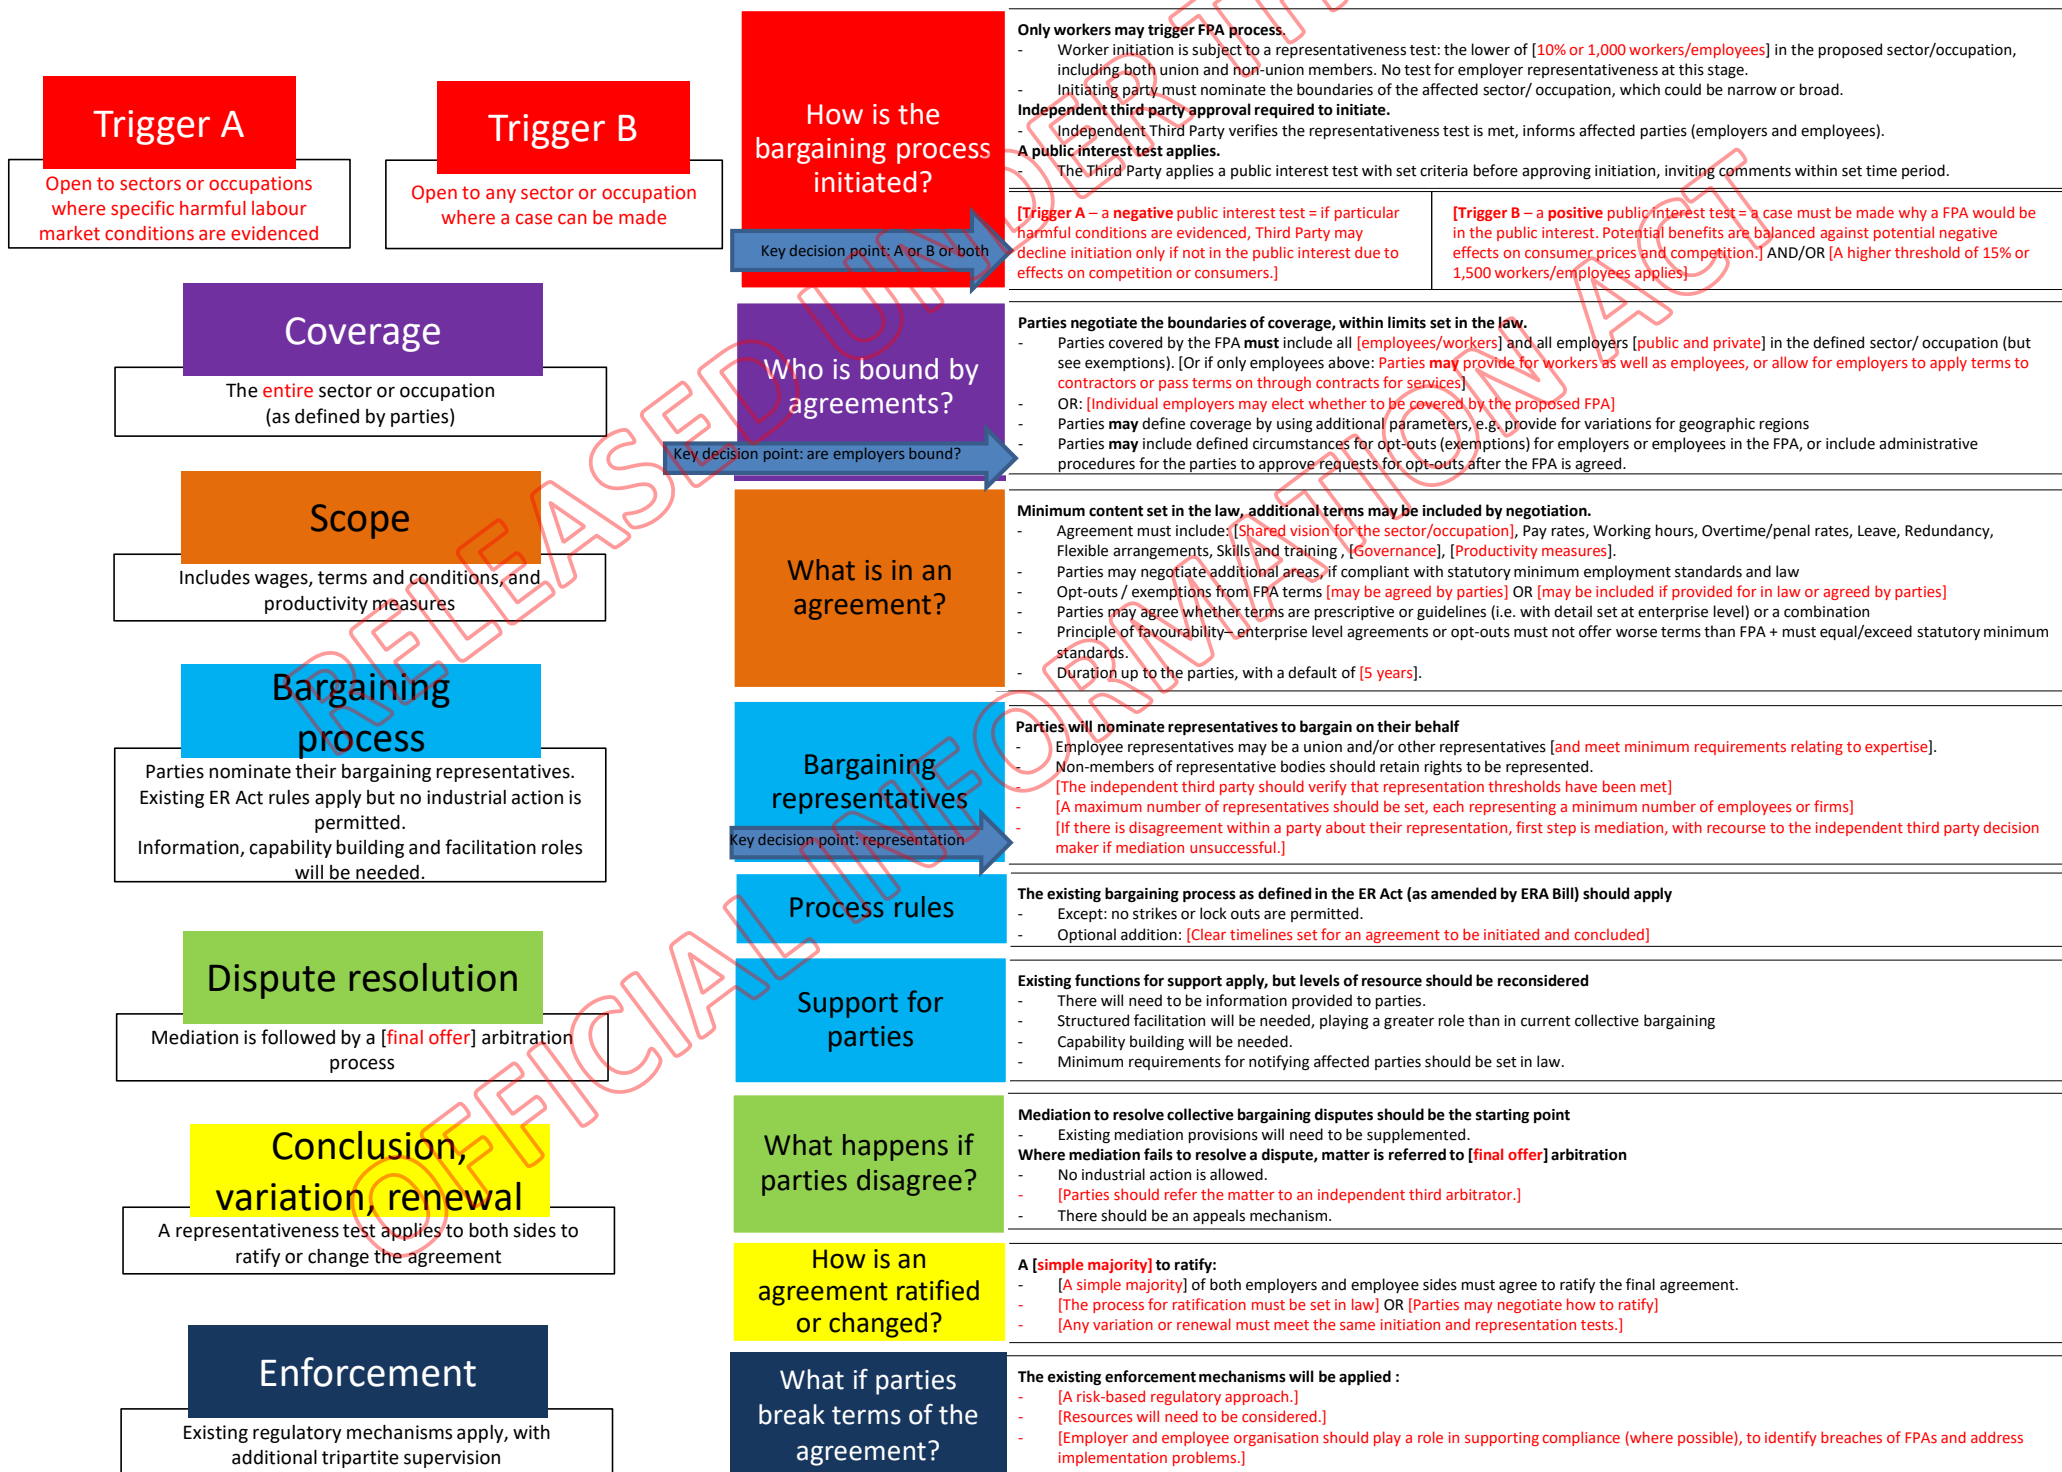 Trigger A
Open to sectors or occupations
where specific harmful labour
market conditions are evidenced
Trigger B
Open to any sector or occupation
where a case can be made
How is the
bargaining process
initiated?
Key decision point: A or B or both
Only workers may trigger FPA process.
- Worker initiation is subject to a representativeness test: the lower of [10% or 1,000 workers/employees] in the proposed sector/occupation,
including both union and non-union members. No test for employer representativeness at this stage.
- Initiating party must nominate the boundaries of the affected sector/ occupation, which could be narrow or broad.
Independent third party approval required to initiate.
- Independent Third Party verifies the representativeness test is met, informs affected parties (employers and employees).
A public interest test applies.
- The Third Party applies a public interest test with set criteria before approving initiation, inviting comments within set time period.
[Trigger A – a negative public interest test = if particular
harmful conditions are evidenced, Third Party may
decline initiation only if not in the public interest due to
effects on competition or consumers.]
[Trigger B – a positive public interest test = a case must be made why a FPA would be
in the public interest. Potential benefits are balanced against potential negative
effects on consumer prices and competition.] AND/OR [A higher threshold of 15% or
1,500 workers/employees applies]
Coverage
The entire sector or occupation
(as defined by parties)
Who is bound by
agreements?
Key decision point: are employers bound?
Parties negotiate the boundaries of coverage, within limits set in the law.
- Parties covered by the FPA must include all [employees/workers] and all employers [public and private] in the defined sector/ occupation (but
see exemptions). [Or if only employees above: Parties may provide for workers as well as employees, or allow for employers to apply terms to
contractors or pass terms on through contracts for services]
- OR: [Individual employers may elect whether to be covered by the proposed FPA]
- Parties may define coverage by using additional parameters, e.g. provide for variations for geographic regions
- Parties may include defined circumstances for opt-outs (exemptions) for employers or employees in the FPA, or include administrative
procedures for the parties to approve requests for opt-outs after the FPA is agreed.
Scope
Includes wages, terms and conditions, and
productivity measures
What is in an
agreement?
Minimum content set in the law, additional terms may be included by negotiation.
- Agreement must include: [Shared vision for the sector/occupation], Pay rates, Working hours, Overtime/penal rates, Leave, Redundancy,
Flexible arrangements, Skills and training , [Governance], [Productivity measures].
- Parties may negotiate additional areas, if compliant with statutory minimum employment standards and law
- Opt-outs / exemptions from FPA terms [may be agreed by parties] OR [may be included if provided for in law or agreed by parties]
- Parties may agree whether terms are prescriptive or guidelines (i.e. with detail set at enterprise level) or a combination
- Principle of favourability– enterprise level agreements or opt-outs must not offer worse terms than FPA + must equal/exceed statutory minimum
standards.
- Duration up to the parties, with a default of [5 years].
Bargaining
process
Parties nominate their bargaining representatives.
Existing ER Act rules apply but no industrial action is
permitted.
Information, capability building and facilitation roles
will be needed.
Bargaining
representatives
Key decision point: representation
Parties will nominate representatives to bargain on their behalf
- Employee representatives may be a union and/or other representatives [and meet minimum requirements relating to expertise].
- Non-members of representative bodies should retain rights to be represented.
- [The independent third party should verify that representation thresholds have been met]
- [A maximum number of representatives should be set, each representing a minimum number of employees or firms]
- [If there is disagreement within a party about their representation, first step is mediation, with recourse to the independent third party decision
maker if mediation unsuccessful.]
Process rules
The existing bargaining process as defined in the ER Act (as amended by ERA Bill) should apply
- Except: no strikes or lock outs are permitted.
- Optional addition: [Clear timelines set for an agreement to be initiated and concluded]
Support for
parties
Existing functions for support apply, but levels of resource should be reconsidered
- There will need to be information provided to parties.
- Structured facilitation will be needed, playing a greater role than in current collective bargaining
- Capability building will be needed.
- Minimum requirements for notifying affected parties should be set in law.
Dispute resolution
Mediation is followed by a [final offer] arbitration
process
What happens if
parties disagree?
Mediation to resolve collective bargaining disputes should be the starting point
- Existing mediation provisions will need to be supplemented.
Where mediation fails to resolve a dispute, matter is referred to [final offer] arbitration
- No industrial action is allowed.
- [Parties should refer the matter to an independent third arbitrator.]
- There should be an appeals mechanism.
Conclusion,
variation, renewal
A representativeness test applies to both sides to
ratify or change the agreement
How is an
agreement ratified
or changed?
A [simple majority] to ratify:
- [A simple majority] of both employers and employee sides must agree to ratify the final agreement.
- [The process for ratification must be set in law] OR [Parties may negotiate how to ratify]
- [Any variation or renewal must meet the same initiation and representation tests.]
Enforcement
Existing regulatory mechanisms apply, with
additional tripartite supervision
What if parties
break terms of the
agreement?
The existing enforcement mechanisms will be applied :
- [A risk-based regulatory approach.]
- [Resources will need to be considered.]
- [Employer and employee organisation should play a role in supporting compliance (where possible), to identify breaches of FPAs and address
implementation problems.]
RELEASED UNDER TH
OFFICIAL INFORMATION ACT